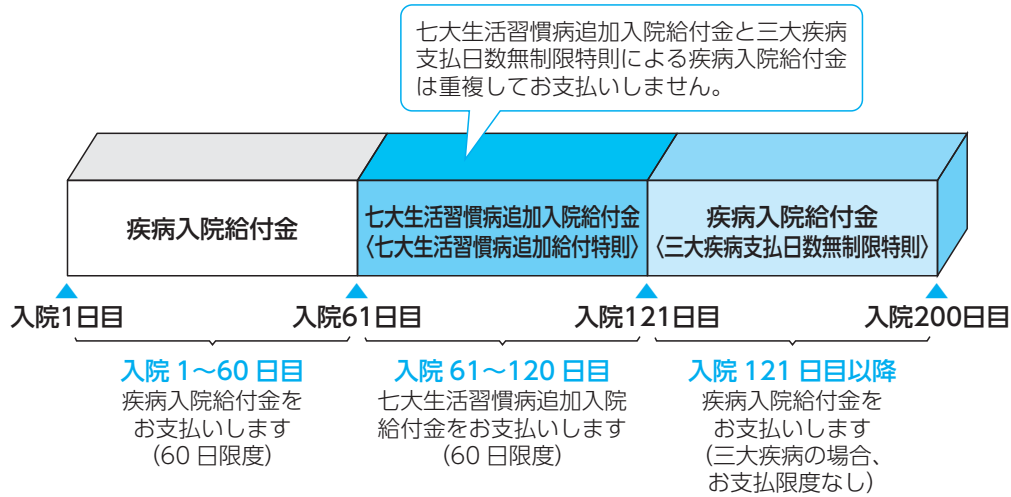 七大生活習慣病追加入院給付金と三大疾病
支払日数無制限特則による疾病入院給付金
は重複してお支払いしません。
疾病入院給付金
七大生活習慣病追加入院給付金
〈七大生活習慣病追加給付特則〉
疾病入院給付金
〈三大疾病支払日数無制限特則〉
入院1日目
入院61日目
入院121日目
入院200日目
入院 1~60 日目
疾病入院給付金を
お支払いします
(60 日限度)
入院 61~120 日目
七大生活習慣病追加入院
給付金をお支払いします
(60 日限度)
入院 121 日目以降
疾病入院給付金を
お支払いします
(三大疾病の場合、
お支払限度なし)